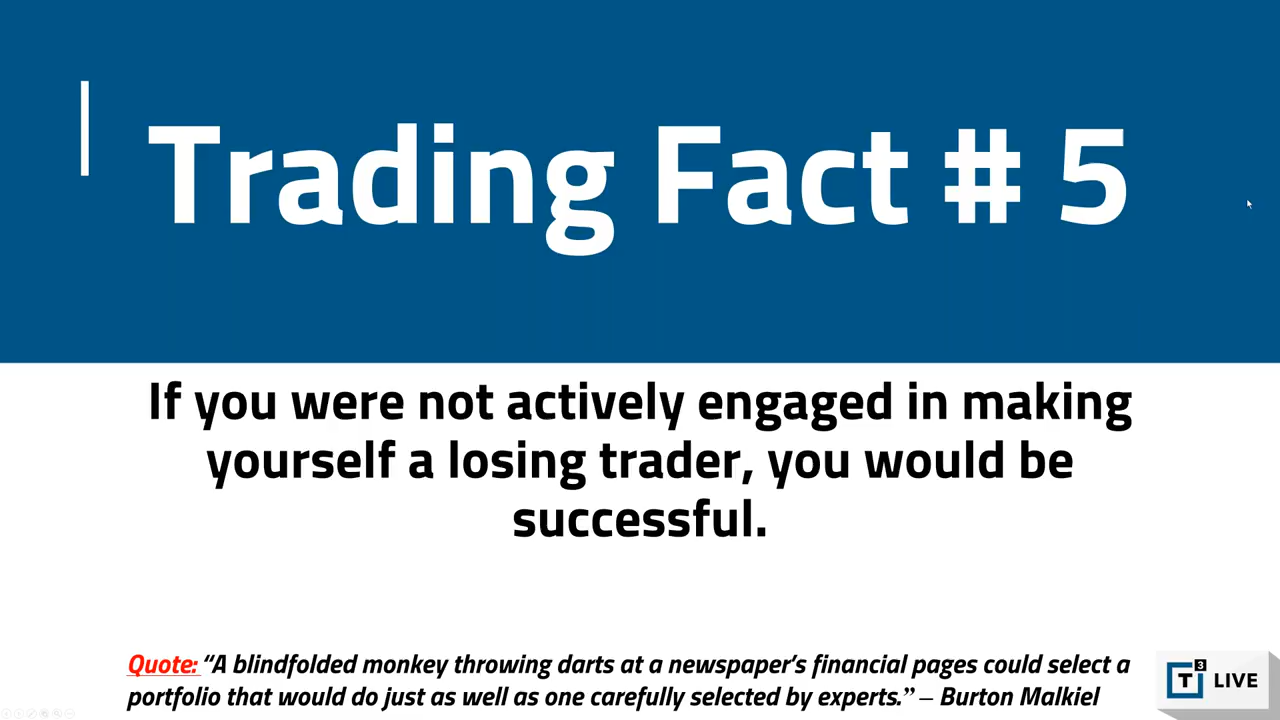 Trading Fact # 5
If you were not actively engaged in making
yourself a losing trader, you would be
successful.
Quote: “A blindfolded monkey throwing darts at a newspaper’s financial pages could select a
portfolio that would do just as well as one carefully selected by experts.” – Burton Malkiel
T3 LIVE